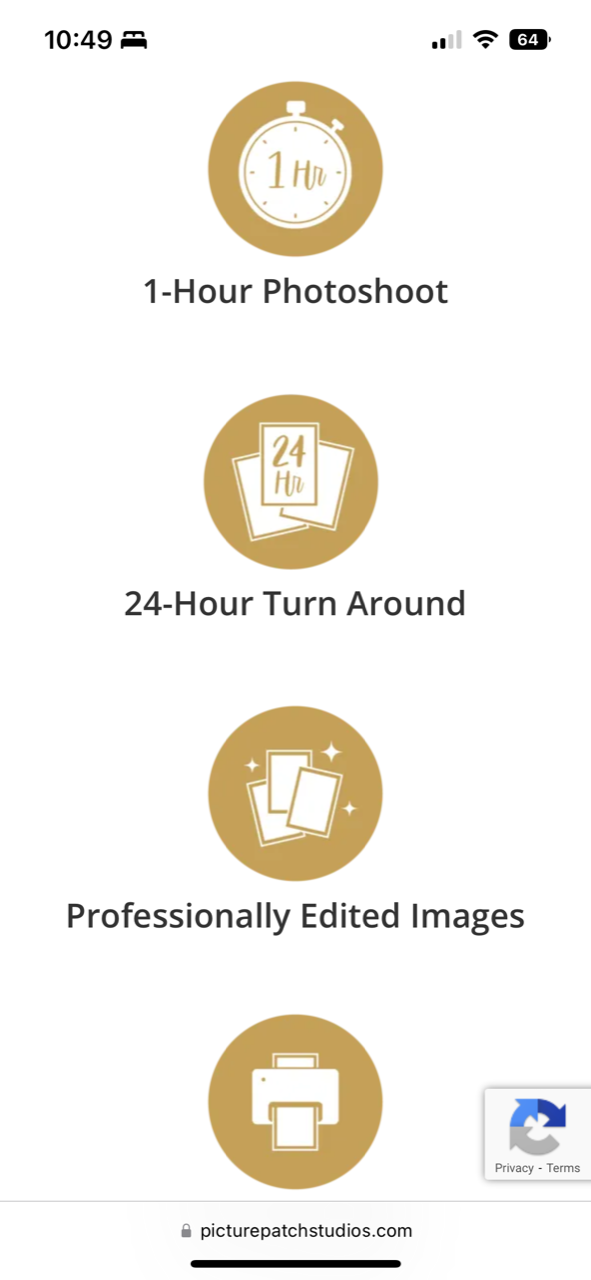 10:49
64
1 Hr
1-Hour Photoshoot
24
Hr
24-Hour Turn Around
Professionally Edited Images
Privacy - Terms
picturepatchstudios.com